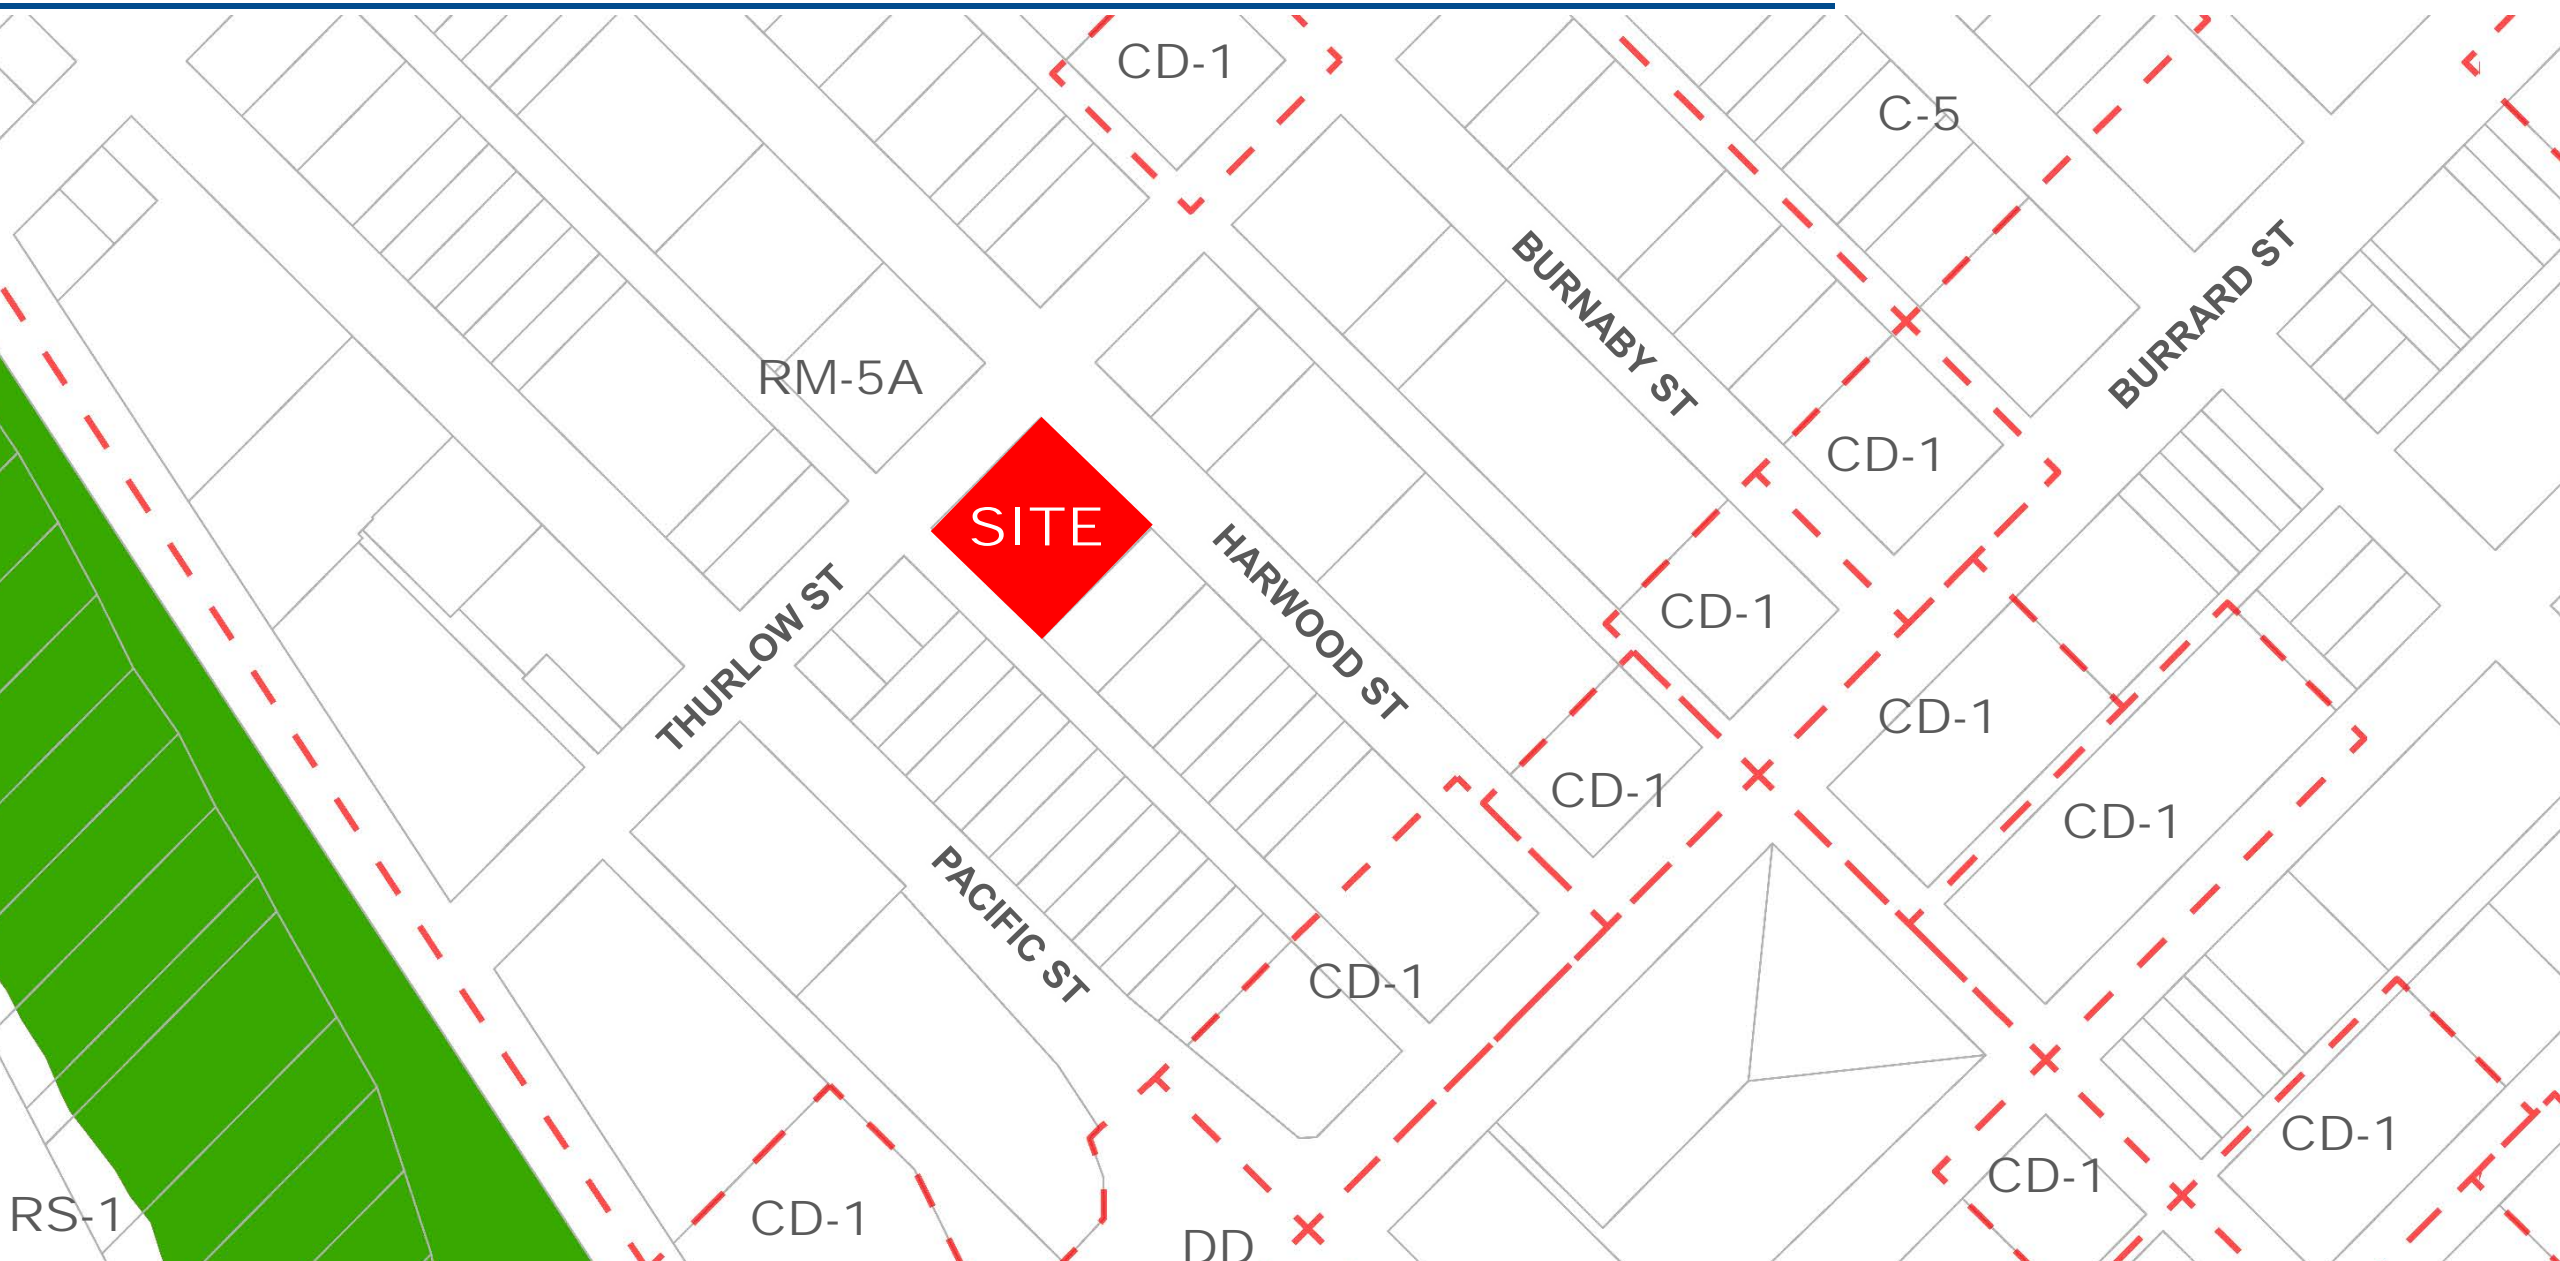 CD-1
C-5
BURNABY ST
BURRARD ST
RM-5A
CD-1
SITE
HARWOOD ST
THURLOW ST
CD-1
CD-1
CD-1
CD-1
PACIFIC ST
CD-1
CD-1
CD-1
RS-1
CD-1
DD